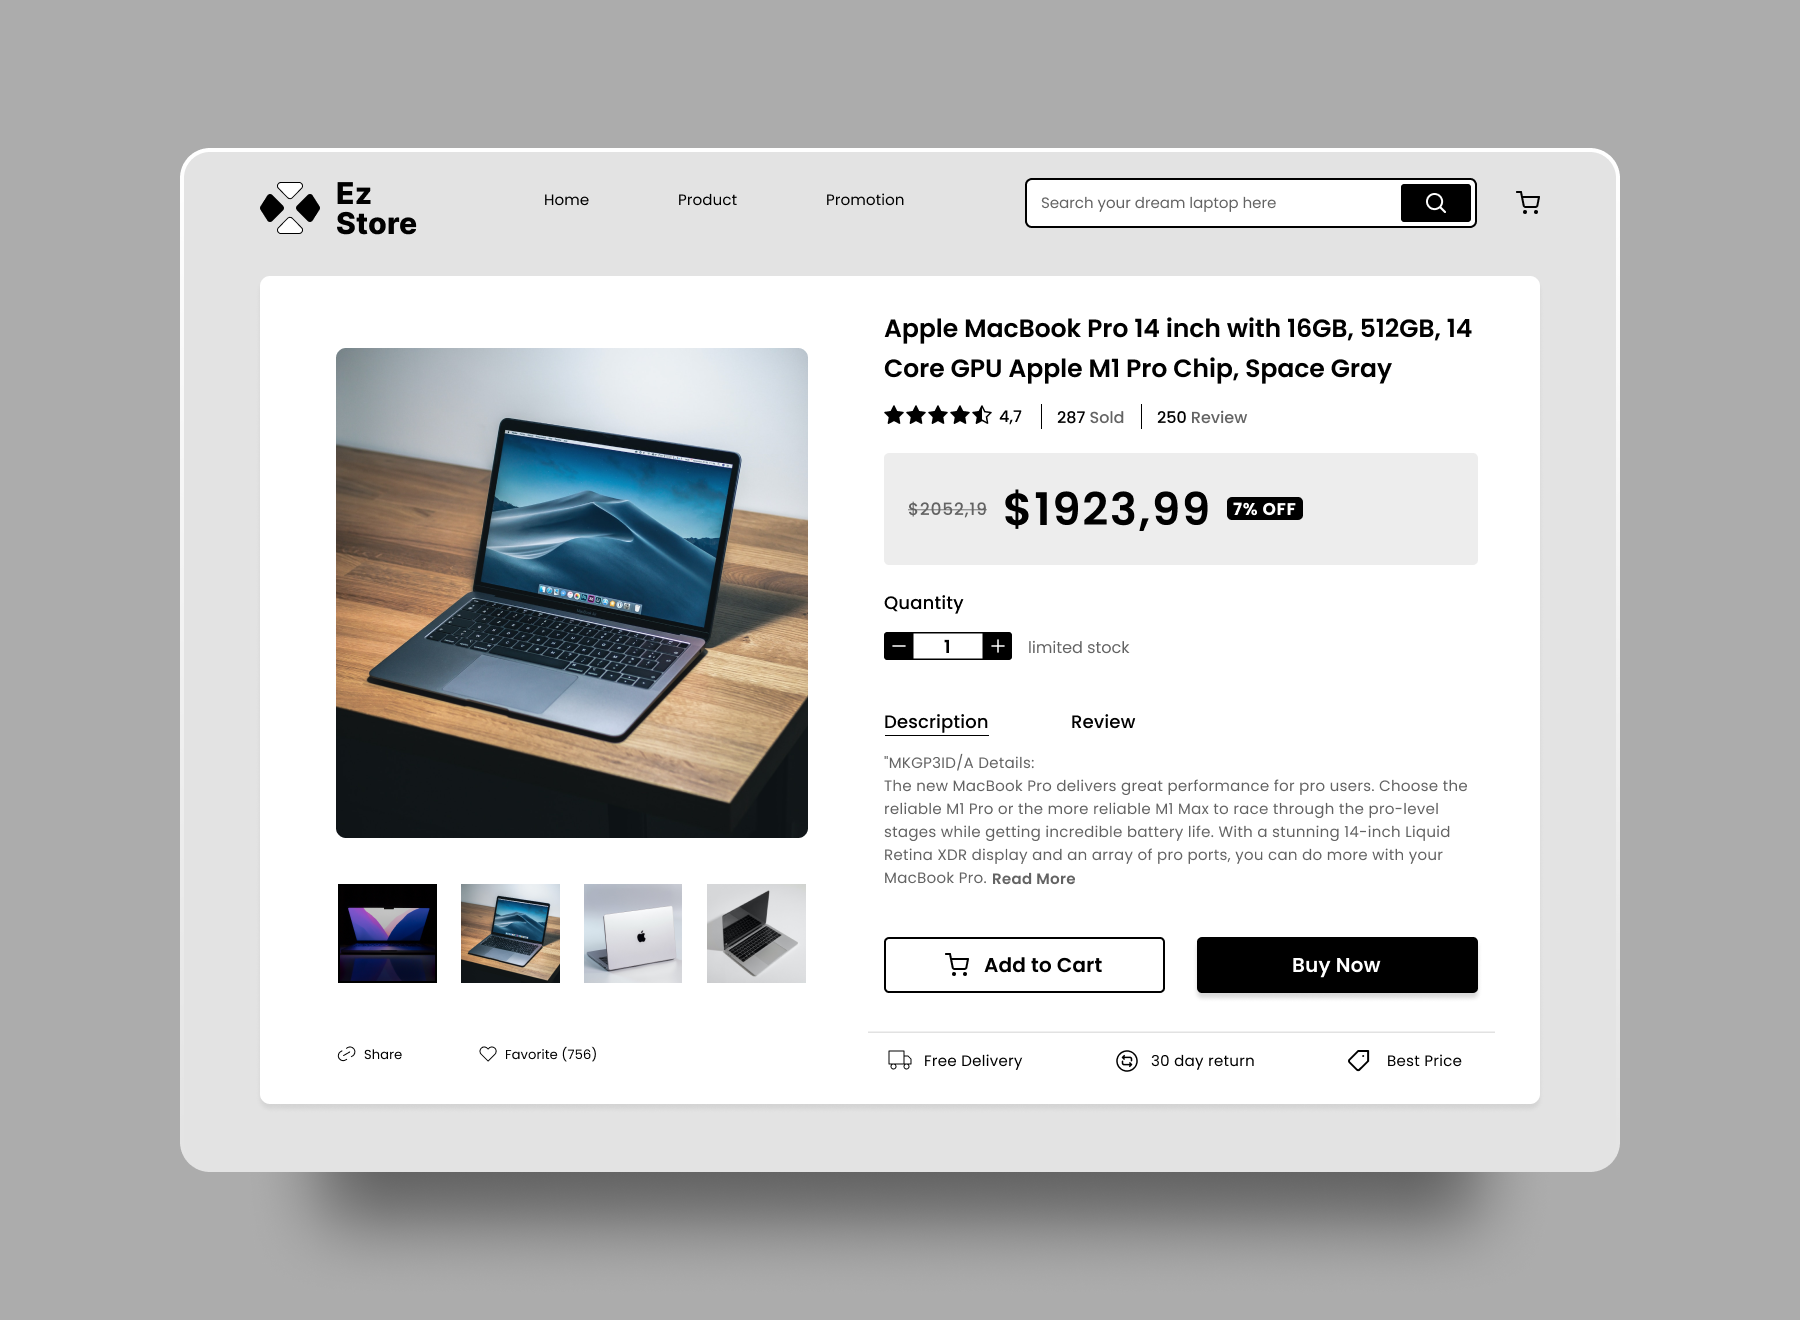 Ez
Store
Home
Product
Promotion
Search your dream laptop here
Apple MacBook Pro 14 inch with 16GB, 512GB, 14
Core GPU Apple M1 Pro Chip, Space Gray
4,7
287 Sold
250 Review
$2052,19 $1923,99 7% OFF
Quantity
1
limited stock
Description
Review
"MKGP3ID/A Details:
The new MacBook Pro delivers great performance for pro users. Choose the
reliable M1 Pro or the more reliable M1 Max to race through the pro-level
stages while getting incredible battery life. With a stunning 14-inch Liquid
Retina XDR display and an array of pro ports, you can do more with your
MacBook Pro. Read More
Add to Cart
Buy Now
Share
Favorite (756)
Free Delivery
30 day return
Best Price